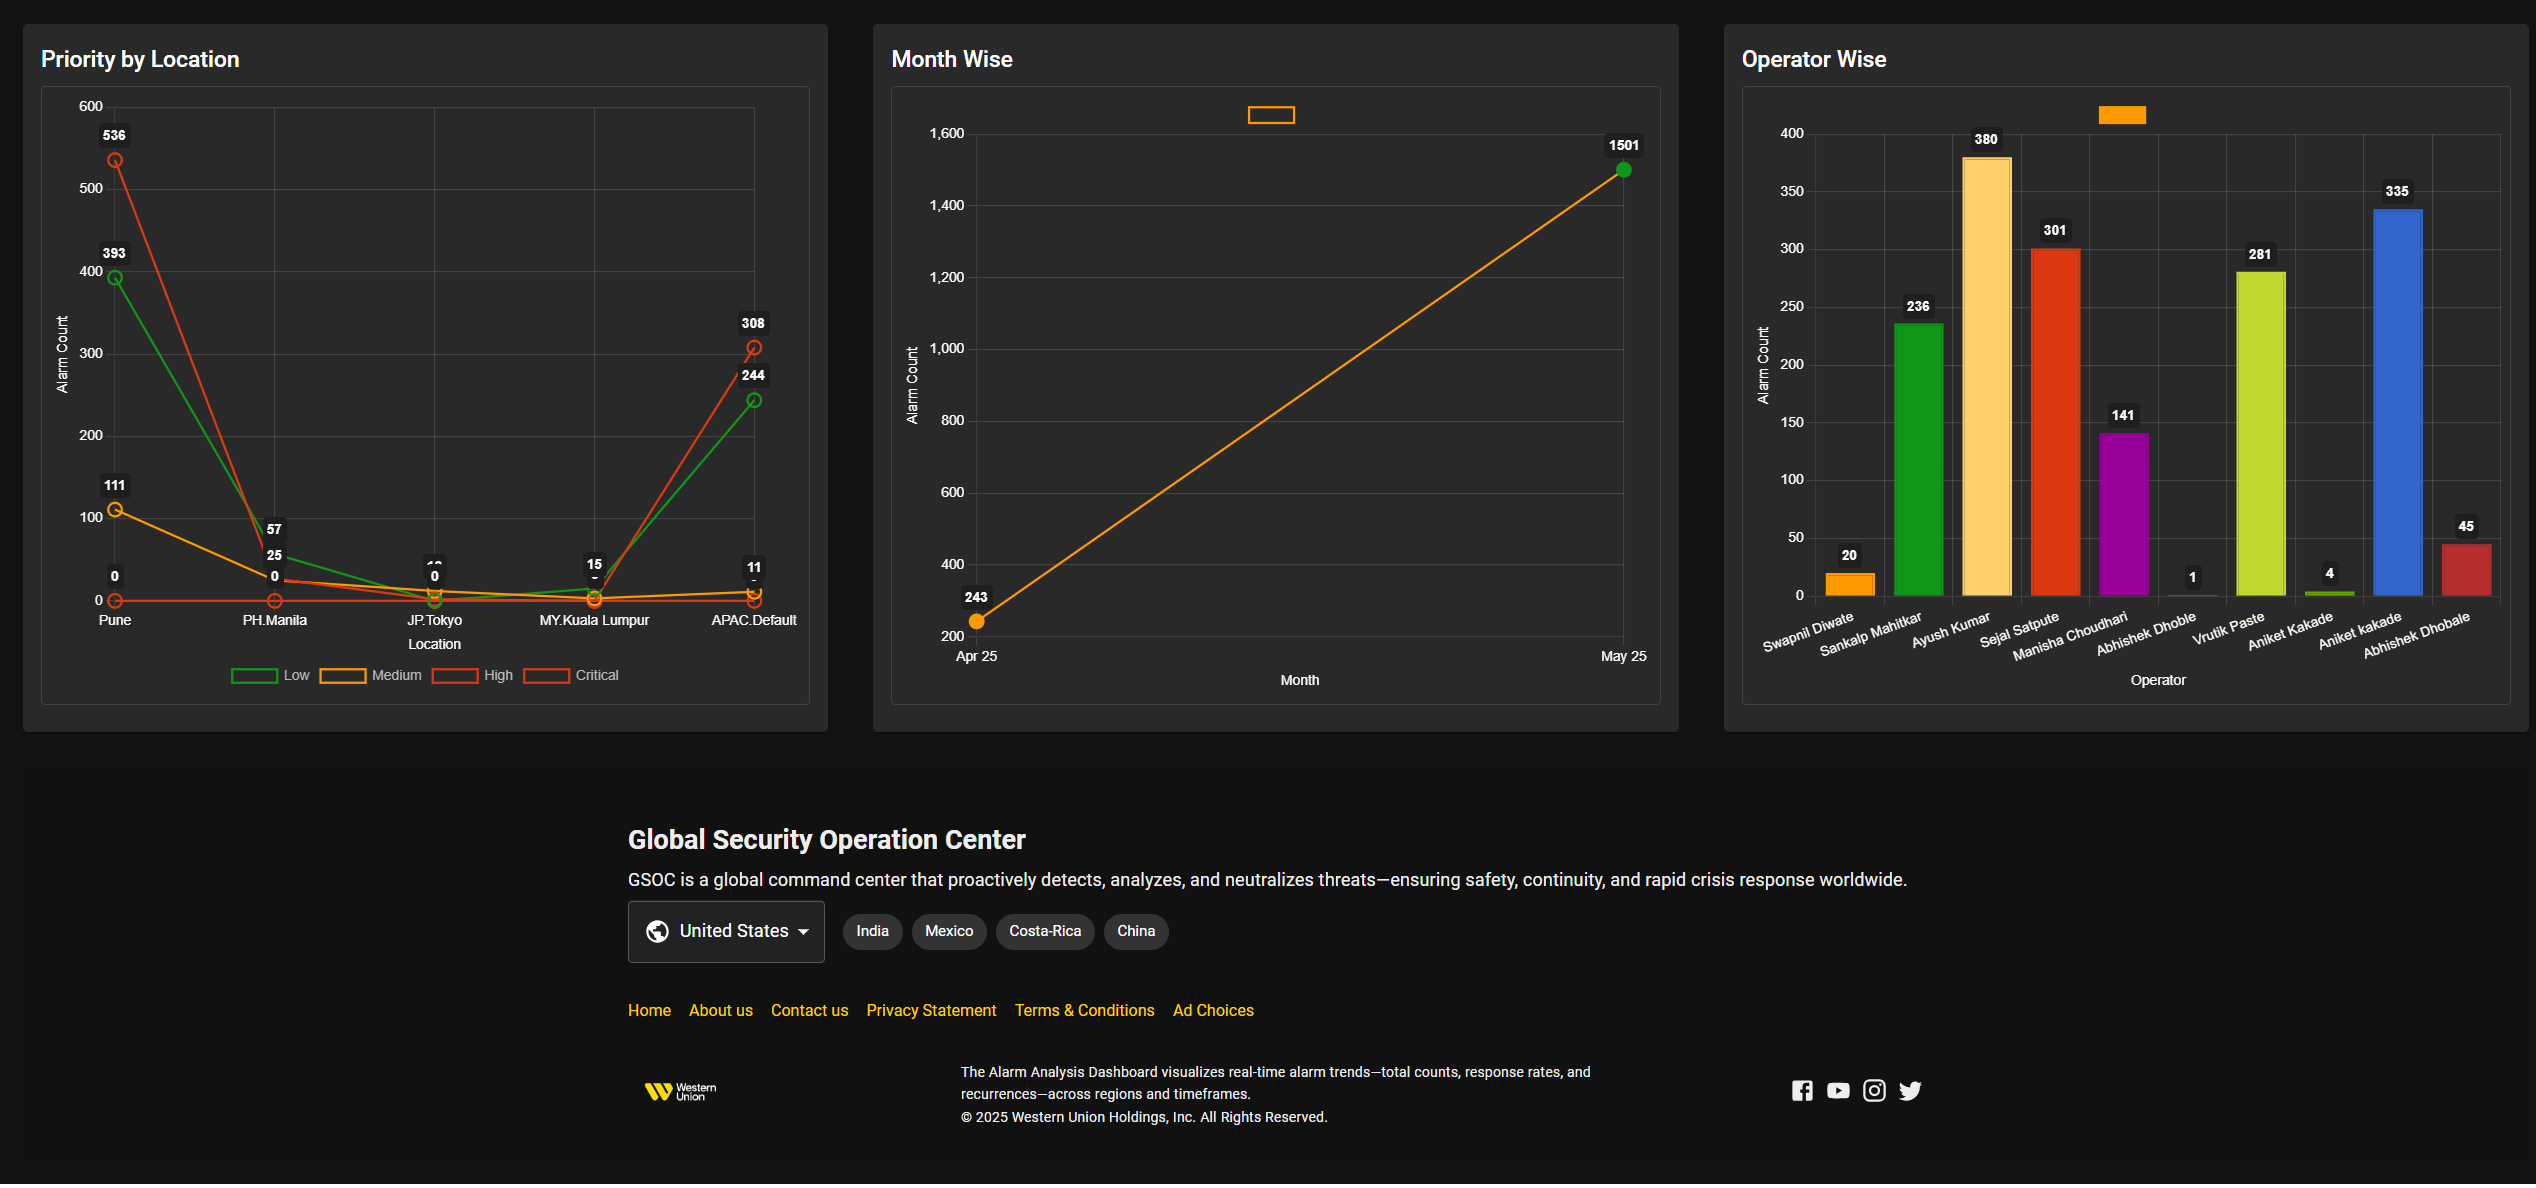 Priority by Location
600
536
500
393
400
Alarm Count
300
308
244
200
111
100
57
25
0
0
0
15
11
0
Pune
PH.Manila
JP.Tokyo
MY.Kuala Lumpur
APAC.Default
Location
Low
Medium
High
Critical
Month Wise
1,600
1501
1,400
1,200
1,000
Alarm Count
800
600
400
243
200
Apr 25
May 25
Month
Operator Wise
400
380
350
335
300
301
281
250
236
Alarm Count
200
150
141
100
50
45
20
1
4
0
Swapnil Diwate
Sankalp Mahitkar
Ayush Kumar
Sejal Satpute
Manisha Choudhari
Abhishek Dhoble
Vrutik Paste
Aniket Kakade
Aniket kakade
Abhishek Dhobale
Operator
Global Security Operation Center
GSOC is a global command center that proactively detects, analyzes, and neutralizes threats—ensuring safety, continuity, and rapid crisis response worldwide.
United States
India
Mexico
Costa-Rica
China
Home
About us
Contact us
Privacy Statement
Terms & Conditions
Ad Choices
Western
Union
The Alarm Analysis Dashboard visualizes real-time alarm trends—total counts, response rates, and
recurrences—across regions and timeframes.
© 2025 Western Union Holdings, Inc. All Rights Reserved.